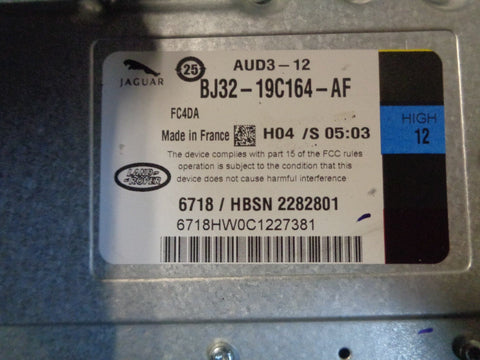 AUD3-12
JAGUAR
25
BJ32-19C164-AF
FC4DA
Made in France H04 /S 05:03
HIGH
12
The device complies with part 15 of the FCC rules
operation is subject to the condition that this
device does not cause harmful interference
LAND-
ROVER
6718 / HBSN 2282801
6718HW0C1227381